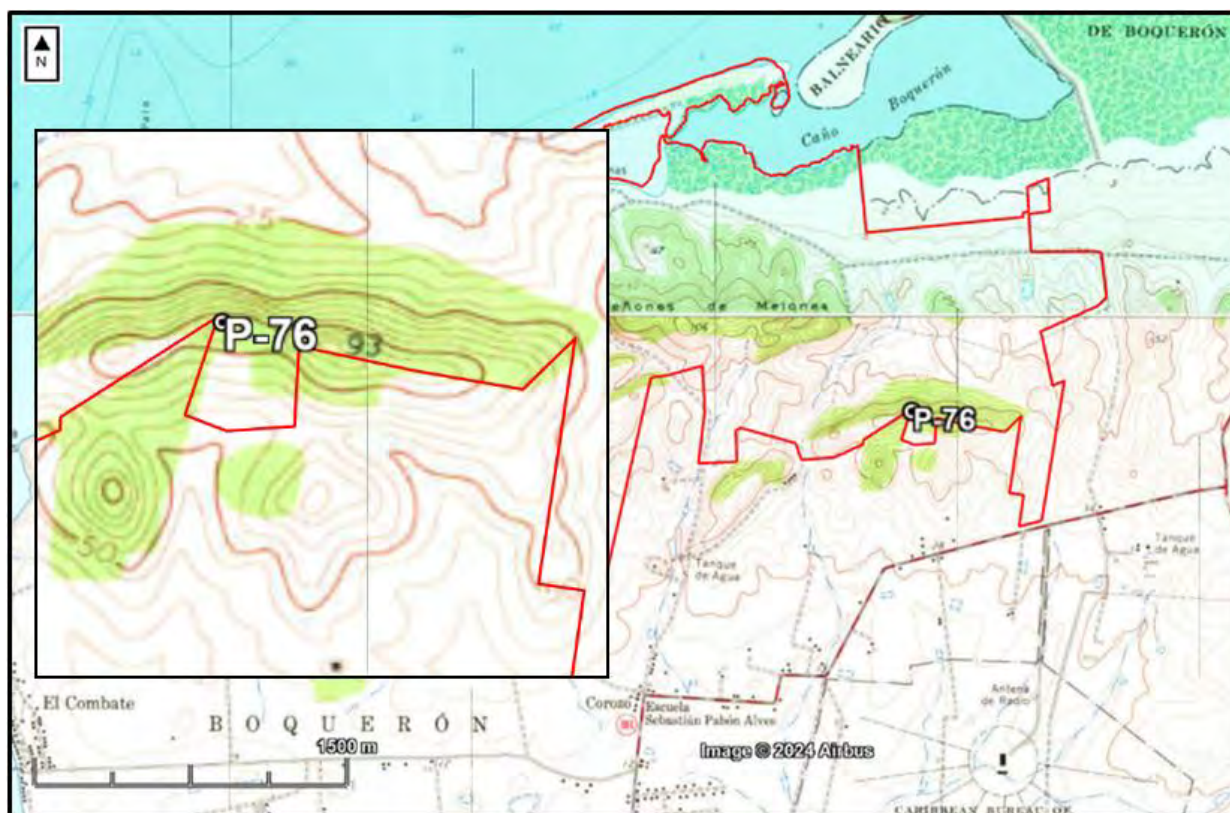 N
DE BOQUERÓN
BALNEARIO
Boquerón
Caño
25
P-76
93
50
eñones de Melones
P-76
Tanque
de Agua
Tanque
de Agua
El Combate
BOQUERÓN
Corozo
Escuela
Sebastián Pabón Alves
Antena
de Radio
1500 m
Image © 2024 Airbus
CARIBBEAN BUREAU OF